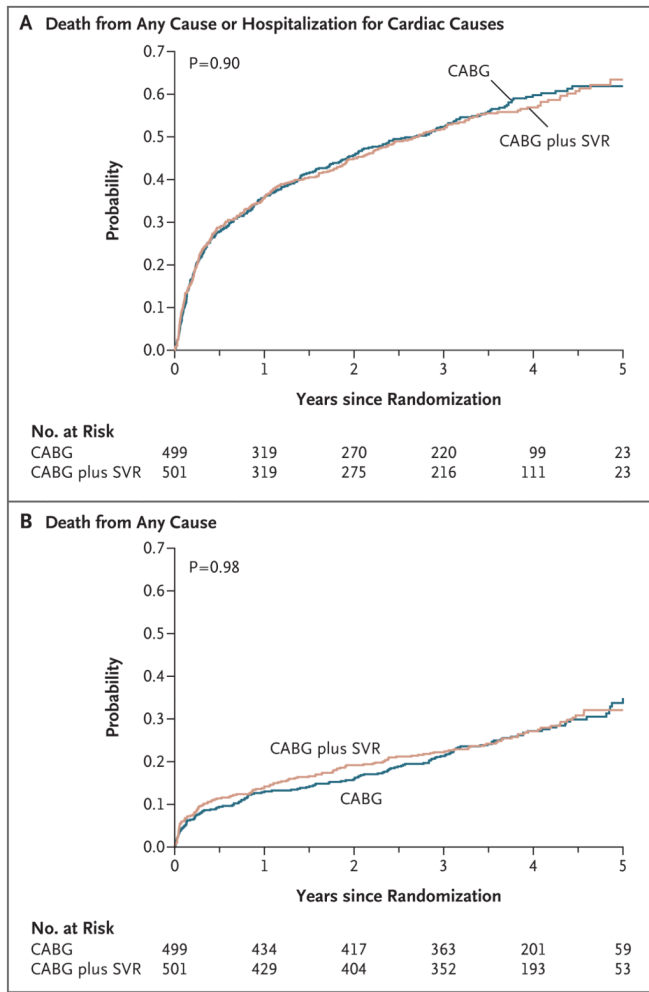 A Death from Any Cause or Hospitalization for Cardiac Causes
0.7
P=0.90
CABG
0.6
CABG plus SVR
0.5
0.4
Probability
0.3
0.2
0.1
0.0
0 1 2 3 4 5
Years since Randomization
No. at Risk
CABG 499 319 270 220 99 23
CABG plus SVR 501 319 275 216 111 23
B Death from Any Cause
0.7
P=0.98
0.6
0.5
0.4
Probability
0.3
CABG plus SVR
0.2
CABG
0.1
0.0
0 1 2 3 4 5
Years since Randomization
No. at Risk
CABG 499 434 417 363 201 59
CABG plus SVR 501 429 404 352 193 53